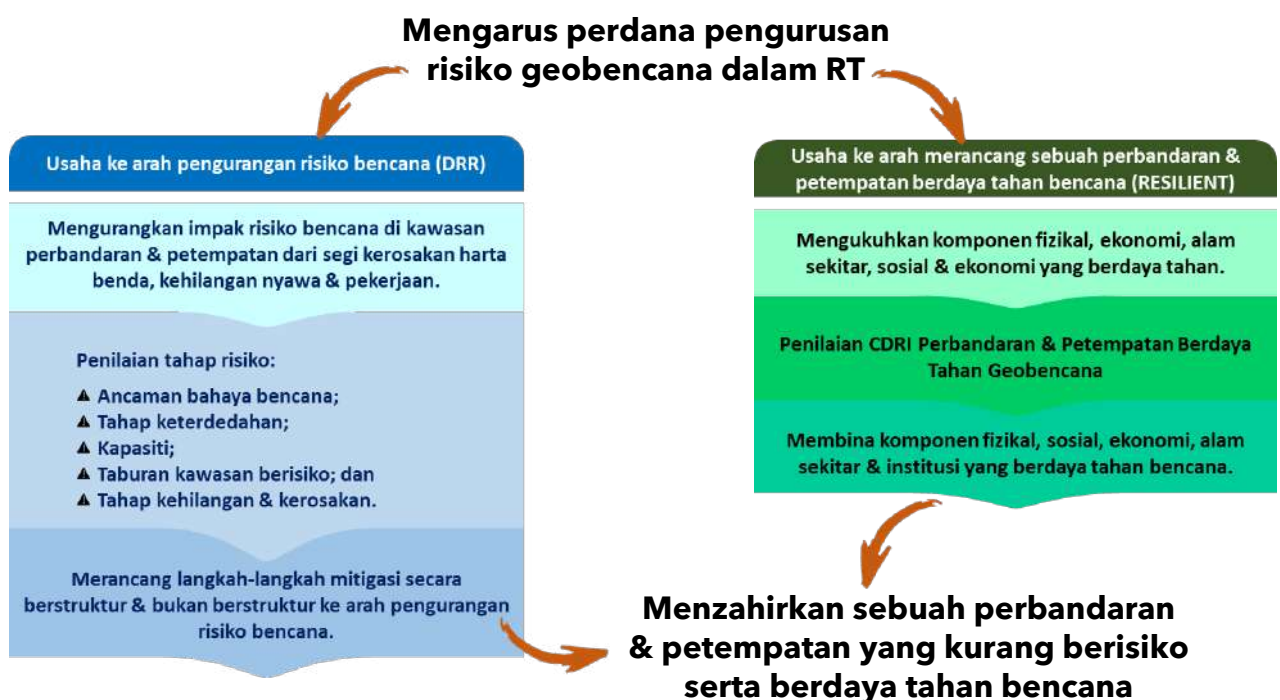 Mengarus perdana pengurusan
risiko geobencana dalam RT
Usaha ke arah pengurangan risiko bencana (DRR)
Mengurangkan impak risiko bencana di kawasan
perbandaran & petempatan dari segi kerosakan harta
benda, kehilangan nyawa & pekerjaan.
Penilaian tahap risiko:
Ancaman bahaya bencana;
Tahap keterdedahan;
Kapasiti;
Taburan kawasan berisiko; dan
Tahap kehilangan & kerosakan.
Merancang langkah-langkah mitigasi secara
berstruktur & bukan berstruktur ke arah pengurangan
risiko bencana.
Usaha ke arah merancang sebuah perbandaran &
petempatan berdaya tahan bencana (RESILIENT)
Mengukuhkan komponen fizikal, ekonomi, alam
sekitar, sosial & ekonomi yang berdaya tahan.
Penilaian CDRI Perbandaran & Petempatan Berdaya
Tahan Geobencana
Membina komponen fizikal, sosial, ekonomi, alam
sekitar & institusi yang berdaya tahan bencana.
Menzahirkan sebuah perbandaran
& petempatan yang kurang berisiko
serta berdaya tahan bencana